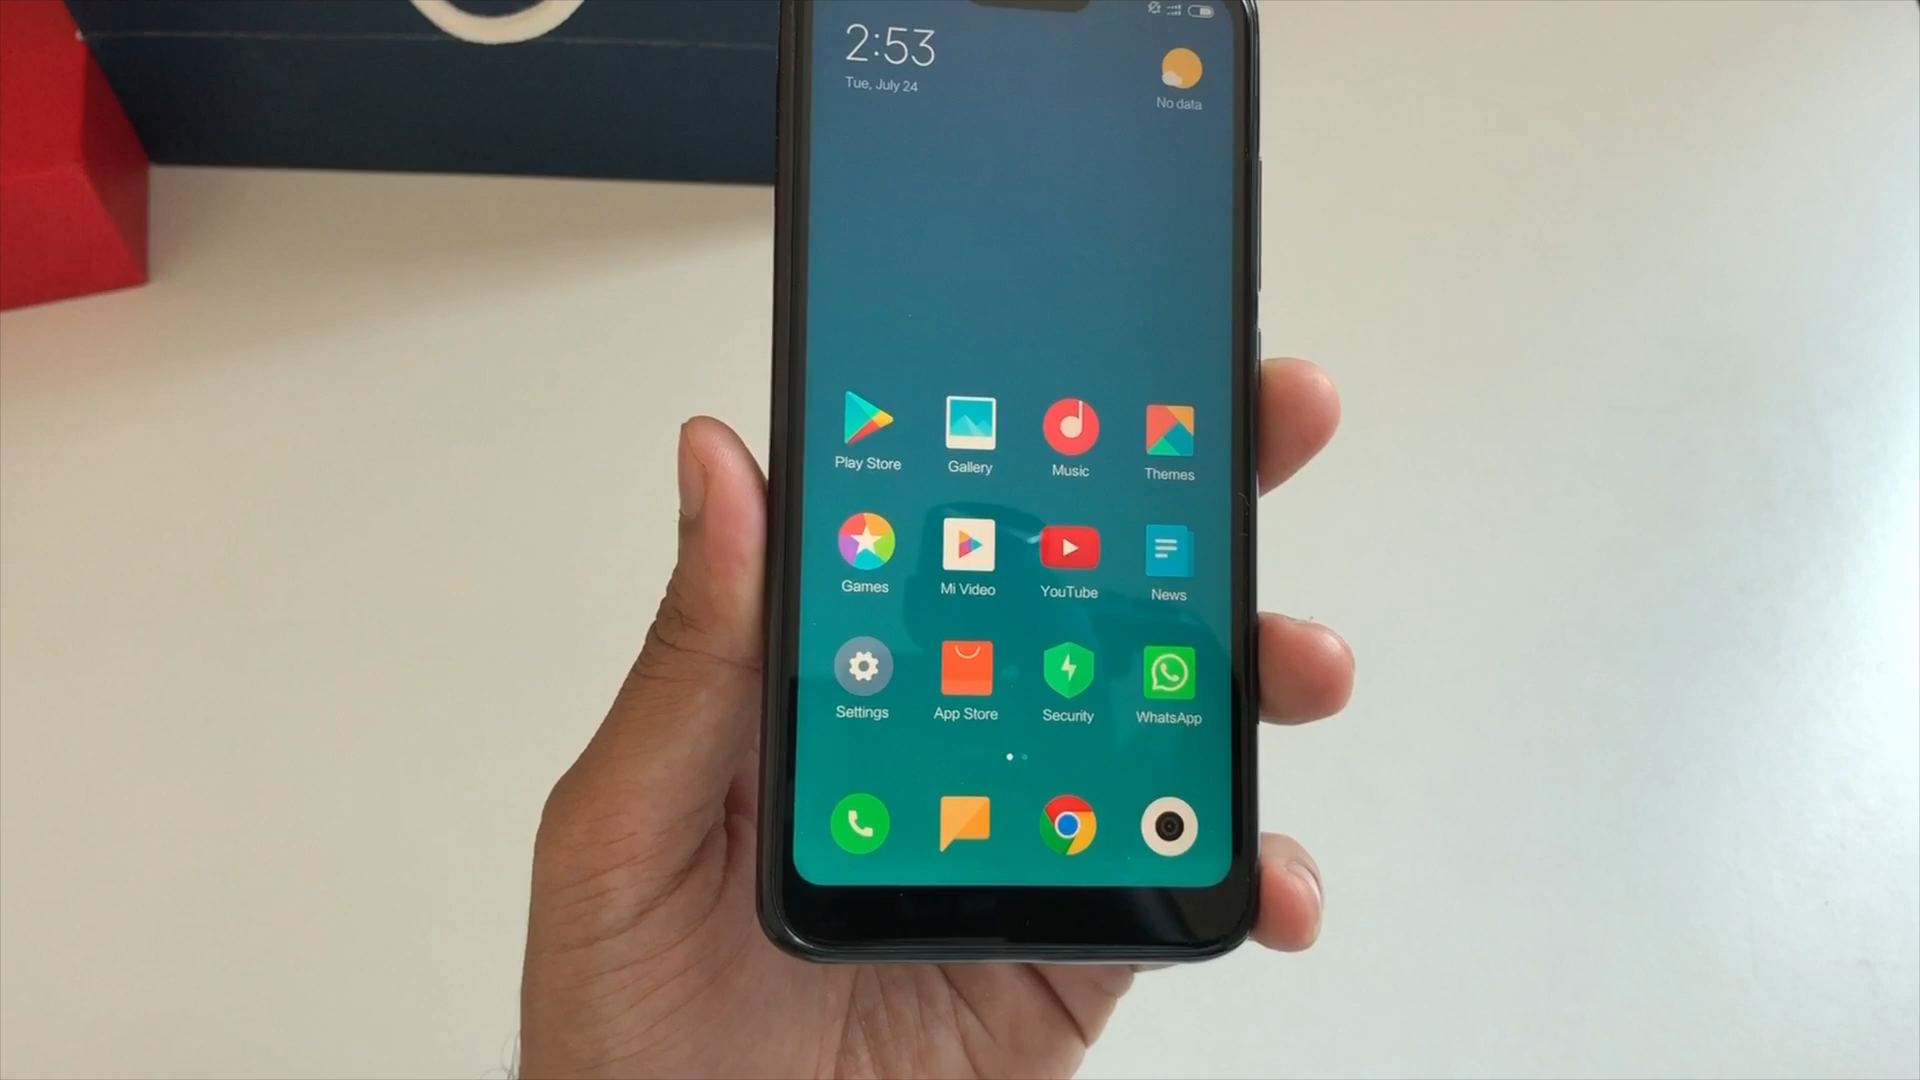 2:53
Tue, July 24
No data
Play Store
Gallery
Music
Themes
Games
Mi Video
YouTube
News
Settings
App Store
Security
WhatsApp